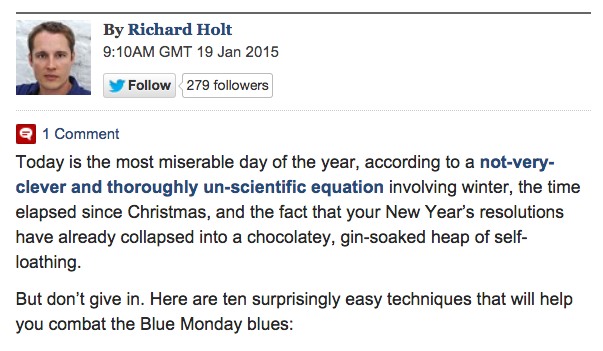 By Richard Holt
9:10AM GMT 19 Jan 2015
Follow 279 followers
1 Comment
Today is the most miserable day of the year, according to a not-very-
clever and thoroughly un-scientific equation involving winter, the time
elapsed since Christmas, and the fact that your New Year’s resolutions
have already collapsed into a chocolatey, gin-soaked heap of self-
loathing.
But don’t give in. Here are ten surprisingly easy techniques that will help
you combat the Blue Monday blues: